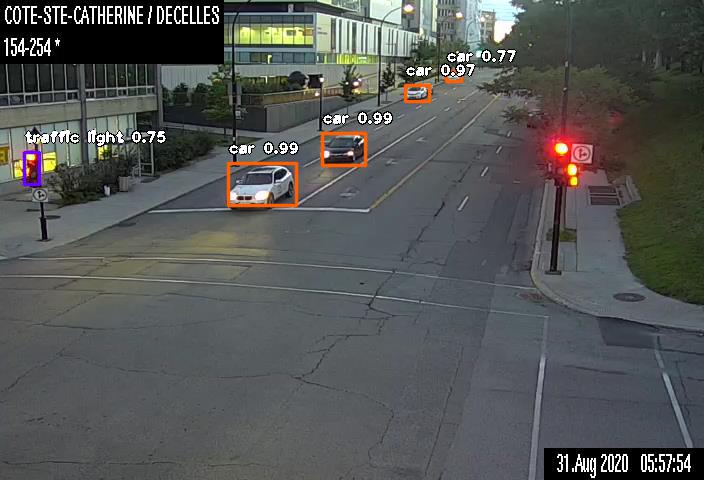 COTE-STE-CATHERINE / DECELLES
154-254 *
car 0.77
car 0.97
car 0.99
traffic light 0.75
car 0.99
31.Aug 2020 05:57:54